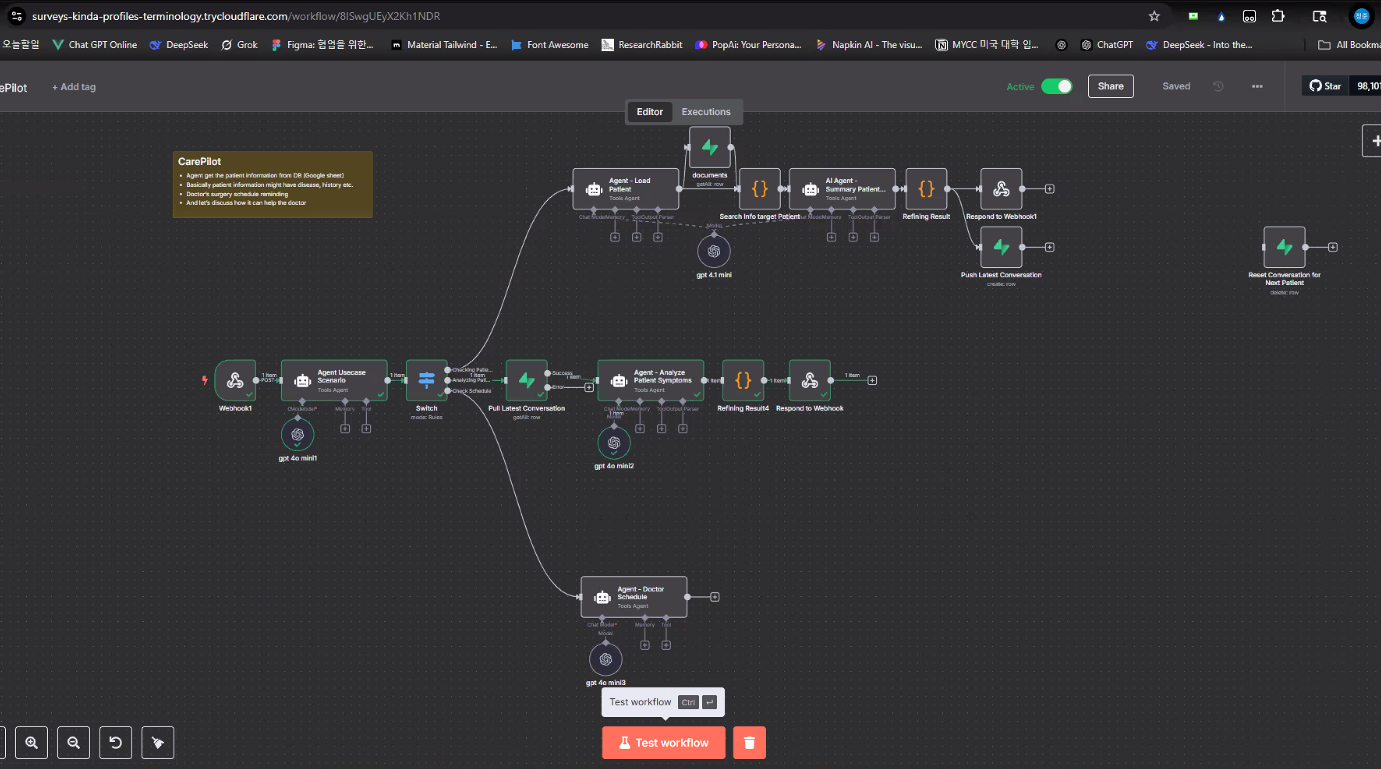 surveys-kinda-profiles-terminology.trycloudflare.com/workflow/8ISwgUEyX2Kh1NDR
오늘할일 Chat GPT Online DeepSeek Grok Figma: 협업을 위한... Material Tailwind - E... Font Awesome ResearchRabbit PopAi: Your Persona... Napkin AI - The visu... MYCC 미국 대학 입... ChatGPT DeepSeek - Into the... All Bookma
ePilot + Add tag Active Share Saved ... Star 98,101
Editor Executions
CarePilot
• Agent get the patient information from DB (Google sheet)
• Basically patient information might have disease, history etc.
• Doctor's surgery schedule reminding
• And let's discuss how it can help the doctor
documents
getAll: row
Agent - Load
Patient
Tools Agent
Chat Model Memory Tool Output Parser
Search Info target Patient
AI Agent -
Summary Patient...
Tools Agent
Chat Model Memory Tool Output Parser
Model
gpt 4.1 mini
Refining Result
Respond to Webhook1
Push Latest Conversation
create: row
Reset Conversation for
Next Patient
delete: row
Webhook1
POST
1 item
Agent Usecase
Scenario
Tools Agent
Memory Tool
gpt 4o mini1
1 item
Switch
mode: Rules
Checking Patie...
Analyzing Pati...
Check Schedule
1 item
Pull Latest Conversation
getAll: row
Success
Error
1 item
Agent - Analyze
Patient Symptoms
Tools Agent
Chat Model Memory Tool Output Parser
Model
1 item
gpt 4o mini2
1 item
Refining Result4
1 item
Respond to Webhook
1 item
Agent - Doctor
Schedule
Tools Agent
Chat Model* Memory Tool
Model
gpt 4o mini3
Test workflow Ctrl ↵
Test workflow